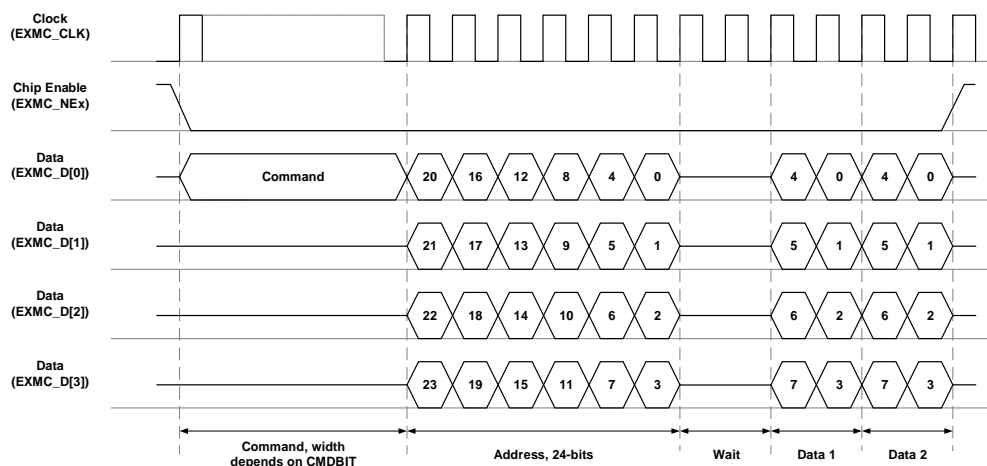 Clock
(EXMC_CLK)
Chip Enable
(EXMC_NEx)
Data
(EXMC_D[0])
Command 20 16 12 8 4 0 4 0 4 0
Data
(EXMC_D[1])
21 17 13 9 5 1 5 1 5 1
Data
(EXMC_D[2])
22 18 14 10 6 2 6 2 6 2
Data
(EXMC_D[3])
23 19 15 11 7 3 7 3 7 3
Command, width
depends on CMDBIT
Address, 24-bits Wait Data 1 Data 2